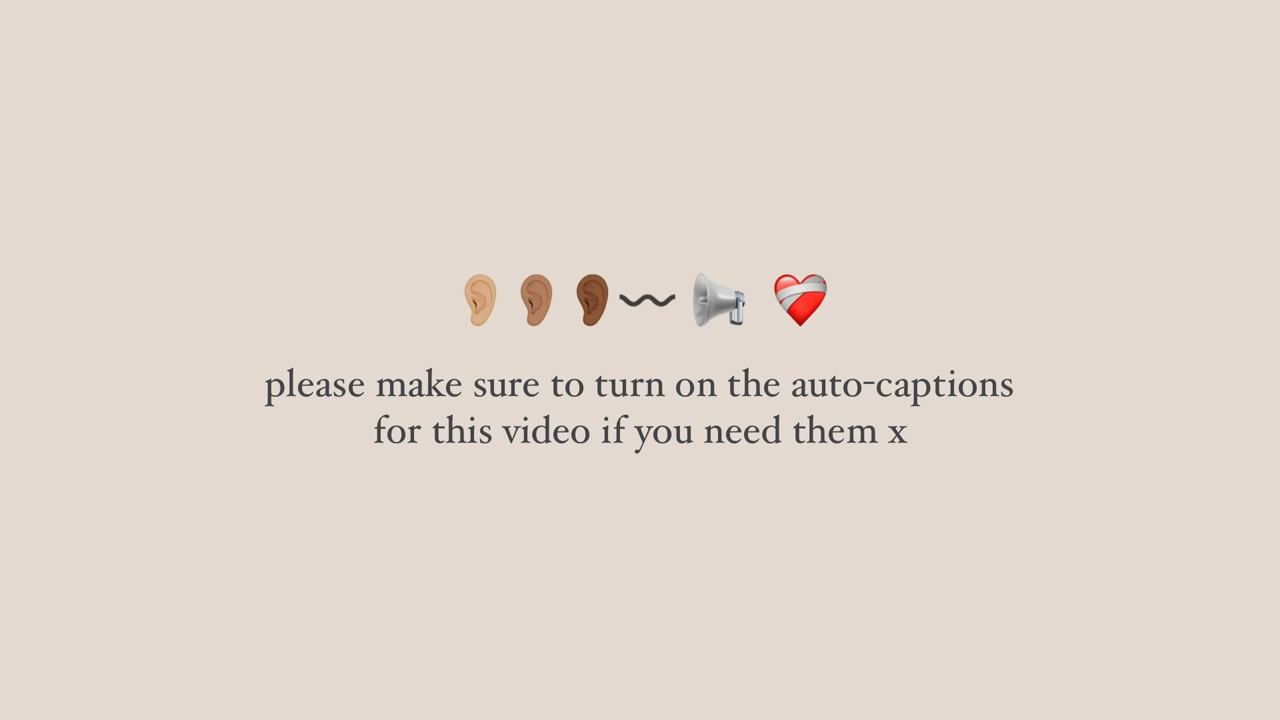 please make sure to turn on the auto-captions
for this video if you need them x